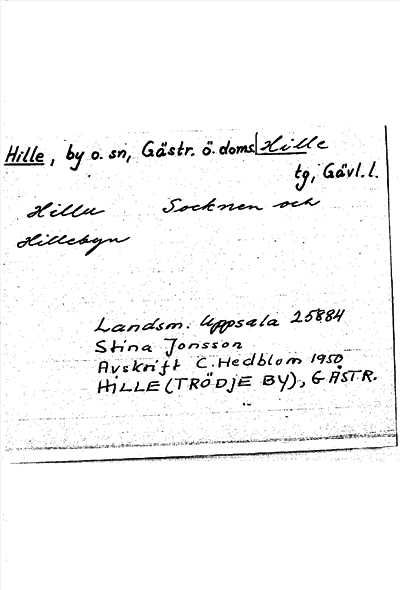 Hille, by o. sn, Gästr. ö. doms. Hille
tg, Gävl. l.
Hillu Socknen och
Hillebyn
Landsm. Uppsala 25884
Stina Jonsson
Avskrift C. Hedblom 1950
HILLE (TRÖDJE BY), GÄSTR.